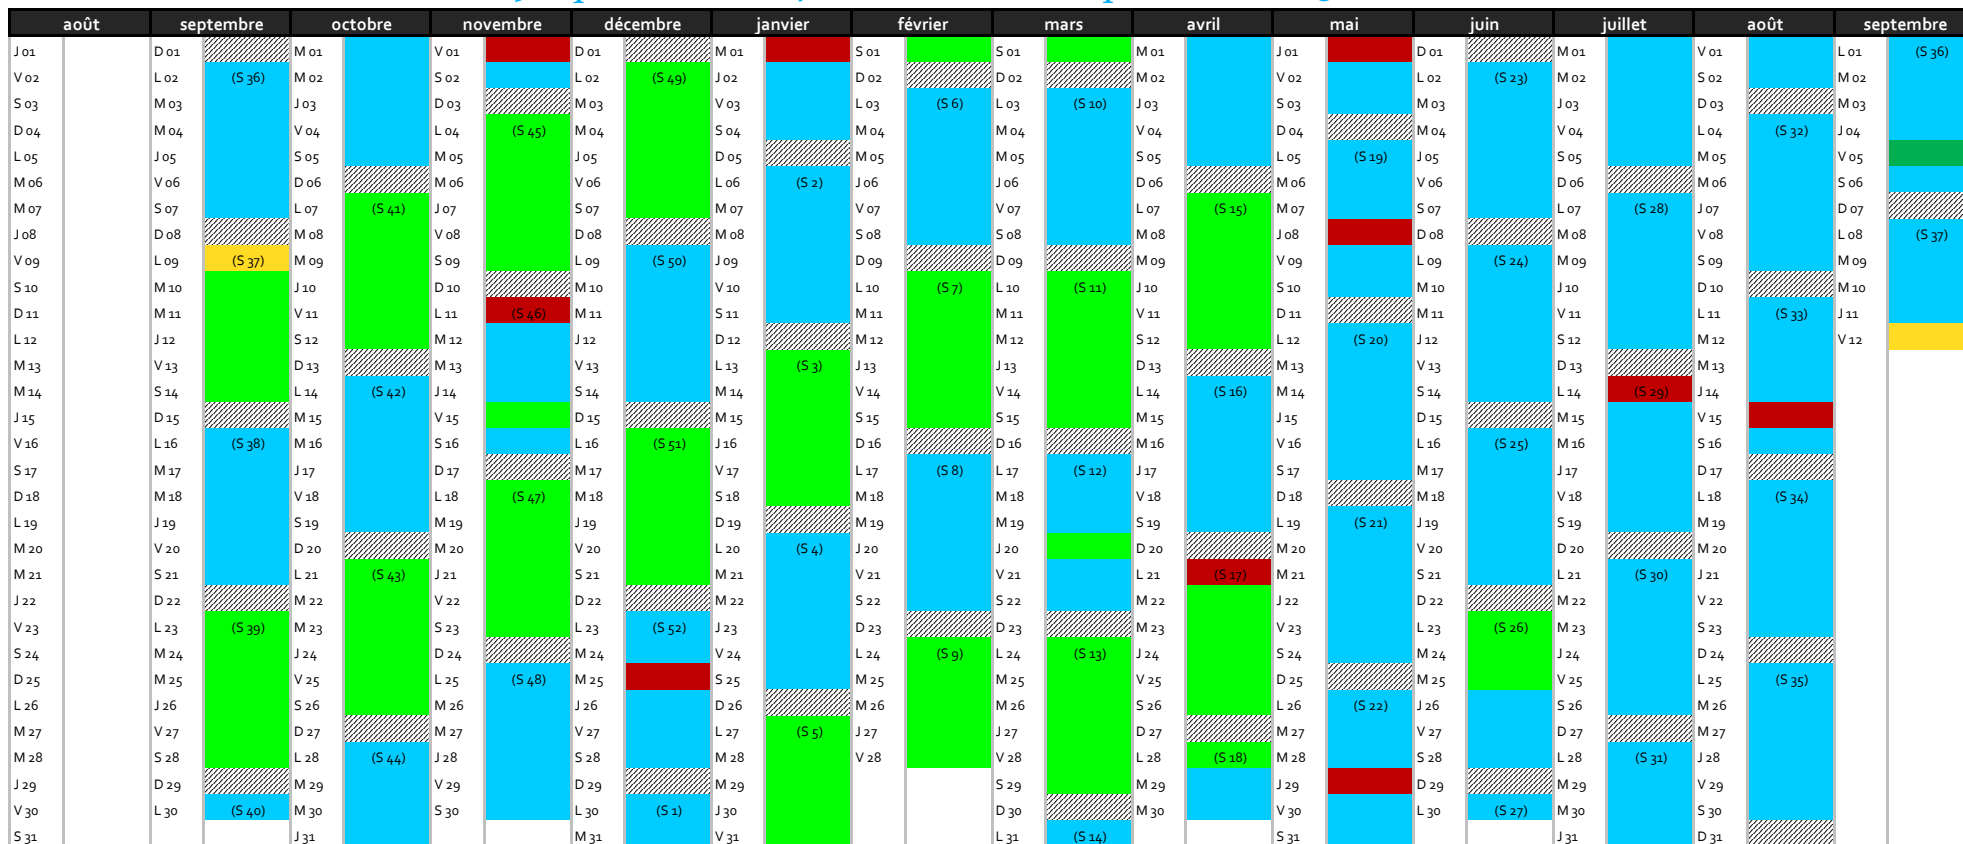 août septembre octobre novembre décembre janvier février mars avril mai juin juillet août septembre
J 01 D 01 M 01 V 01 D 01 M 01 S 01 S 01 M 01 J 01 D 01 M 01 V 01 L 01 (S 36)
V 02 L 02 (S 36) M 02 S 02 L 02 (S 49) J 02 D 02 D 02 M 02 V 02 L 02 (S 23) M 02 S 02 M 02
S 03 M 03 J 03 D 03 M 03 V 03 L 03 (S 6) L 03 (S 10) J 03 S 03 M 03 J 03 D 03 M 03
D 04 M 04 V 04 L 04 (S 45) M 04 S 04 M 04 M 04 V 04 D 04 M 04 V 04 L 04 (S 32) J 04
L 05 J 05 S 05 M 05 J 05 D 05 M 05 M 05 S 05 L 05 (S 19) J 05 S 05 M 05 V 05
M 06 V 06 D 06 M 06 V 06 L 06 (S 2) J 06 J 06 D 06 M 06 V 06 D 06 M 06 S 06
M 07 S 07 L 07 (S 41) J 07 S 07 M 07 V 07 V 07 L 07 (S 15) M 07 S 07 L 07 (S 28) J 07 D 07
J 08 D 08 M 08 V 08 D 08 M 08 S 08 S 08 M 08 J 08 D 08 M 08 V 08 L 08 (S 37)
V 09 L 09 (S 37) M 09 S 09 L 09 (S 50) J 09 D 09 D 09 M 09 V 09 L 09 (S 24) M 09 S 09 M 09
S 10 M 10 J 10 D 10 M 10 V 10 L 10 (S 7) L 10 (S 11) J 10 S 10 M 10 J 10 D 10 M 10
D 11 M 11 V 11 L 11 (S 46) M 11 S 11 M 11 M 11 V 11 D 11 M 11 V 11 L 11 (S 33) J 11
L 12 J 12 S 12 M 12 J 12 D 12 M 12 M 12 S 12 L 12 (S 20) J 12 S 12 M 12 V 12
M 13 V 13 D 13 M 13 V 13 L 13 (S 3) J 13 J 13 D 13 M 13 V 13 D 13 M 13
M 14 S 14 L 14 (S 42) J 14 S 14 M 14 V 14 V 14 L 14 (S 16) M 14 S 14 L 14 (S 29) J 14
J 15 D 15 M 15 V 15 D 15 M 15 S 15 S 15 M 15 J 15 D 15 M 15 V 15
V 16 L 16 (S 38) M 16 S 16 L 16 (S 51) J 16 D 16 D 16 M 16 V 16 L 16 (S 25) M 16 S 16
S 17 M 17 J 17 D 17 M 17 V 17 L 17 (S 8) L 17 (S 12) J 17 S 17 M 17 J 17 D 17
D 18 M 18 V 18 L 18 (S 47) M 18 S 18 M 18 M 18 V 18 D 18 M 18 V 18 L 18 (S 34)
L 19 J 19 S 19 M 19 J 19 D 19 M 19 M 19 S 19 L 19 (S 21) J 19 S 19 M 19
M 20 V 20 D 20 M 20 V 20 L 20 (S 4) J 20 J 20 D 20 M 20 V 20 D 20 M 20
M 21 S 21 L 21 (S 43) J 21 S 21 M 21 V 21 V 21 L 21 (S 17) M 21 S 21 L 21 (S 30) J 21
J 22 D 22 M 22 V 22 D 22 M 22 S 22 S 22 M 22 J 22 D 22 M 22 V 22
V 23 L 23 (S 39) M 23 S 23 L 23 (S 52) J 23 D 23 D 23 M 23 V 23 L 23 (S 26) M 23 S 23
S 24 M 24 J 24 D 24 M 24 V 24 L 24 (S 9) L 24 (S 13) J 24 S 24 M 24 J 24 D 24
D 25 M 25 V 25 L 25 (S 48) M 25 S 25 M 25 M 25 V 25 D 25 M 25 V 25 L 25 (S 35)
L 26 J 26 S 26 M 26 J 26 D 26 M 26 M 26 S 26 L 26 (S 22) J 26 S 26 M 26
M 27 V 27 D 27 M 27 V 27 L 27 (S 5) J 27 J 27 D 27 M 27 V 27 D 27 M 27
M 28 S 28 L 28 (S 44) J 28 S 28 M 28 V 28 V 28 L 28 (S 18) M 28 S 28 L 28 (S 31) J 28
J 29 D 29 M 29 V 29 D 29 M 29 S 29 M 29 J 29 D 29 M 29 V 29
V 30 L 30 (S 40) M 30 S 30 L 30 (S 1) J 30 D 30 M 30 V 30 L 30 (S 27) M 30 S 30
S 31 J 31 M 31 V 31 L 31 (S 14) S 31 J 31 D 31